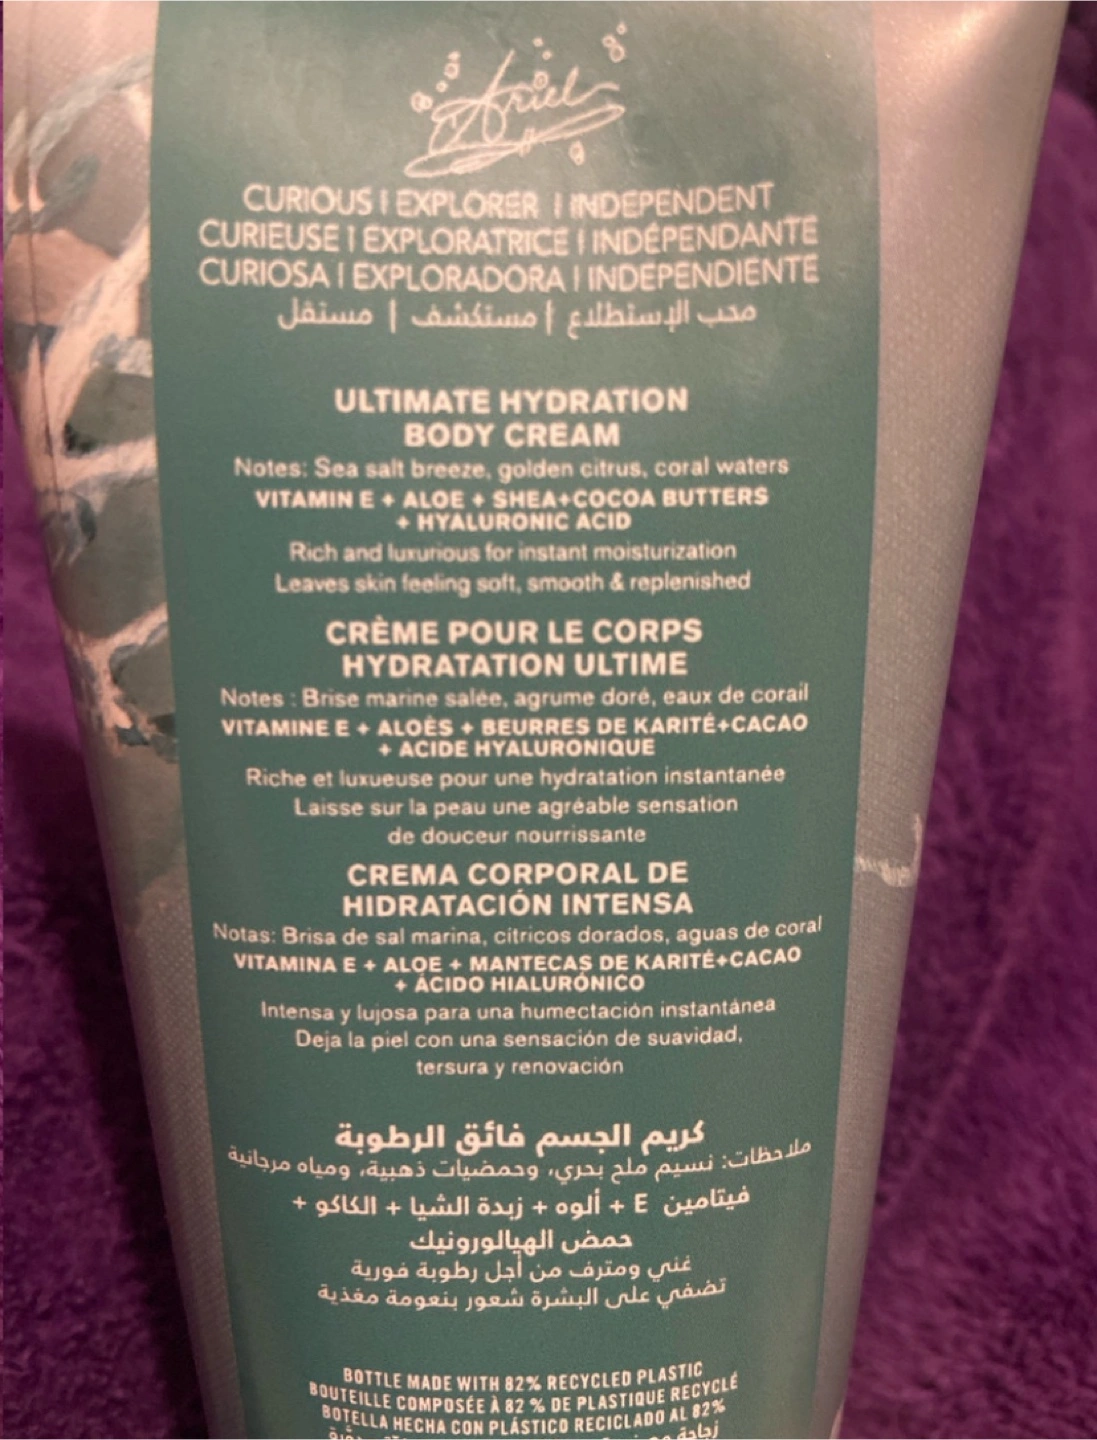 Ariel
CURIOUS | EXPLORER | INDEPENDENT
CURIEUSE | EXPLORATRICE | INDÉPENDANTE
CURIOSA | EXPLORADORA | INDEPENDIENTE
محب الإستطلاع | مستكشف | مستقل
ULTIMATE HYDRATION
BODY CREAM
Notes: Sea salt breeze, golden citrus, coral waters
VITAMIN E + ALOE + SHEA+COCOA BUTTERS
+ HYALURONIC ACID
Rich and luxurious for instant moisturization
Leaves skin feeling soft, smooth & replenished
CRÈME POUR LE CORPS
HYDRATATION ULTIME
Notes : Brise marine salée, agrume doré, eaux de corail
VITAMINE E + ALOÈS + BEURRES DE KARITÉ+CACAO
+ ACIDE HYALURONIQUE
Riche et luxueuse pour une hydratation instantanée
Laisse sur la peau une agréable sensation
de douceur nourrissante
CREMA CORPORAL DE
HIDRATACIÓN INTENSA
Notas: Brisa de sal marina, cítricos dorados, aguas de coral
VITAMINA E + ALOE + MANTECAS DE KARITÉ+CACAO
+ ÁCIDO HIALURÓNICO
Intensa y lujosa para una humectación instantánea
Deja la piel con una sensación de suavidad,
tersura y renovación
كريم الجسم فائق الرطوبة
ملاحظات: نسيم ملح بحري، وحمضيات ذهبية، ومياه مرجانية
فيتامين E + ألوه + زبدة الشيا + الكاكو +
حمض الهيالورونيك
غني ومترف من أجل رطوبة فورية
تضفي على البشرة شعور بنعومة مغذية
BOTTLE MADE WITH 82% RECYCLED PLASTIC
BOUTEILLE COMPOSÉE À 82 % DE PLASTIQUE RECYCLÉ
BOTELLA HECHA CON PLÁSTICO RECICLADO AL 82%
زجاجة